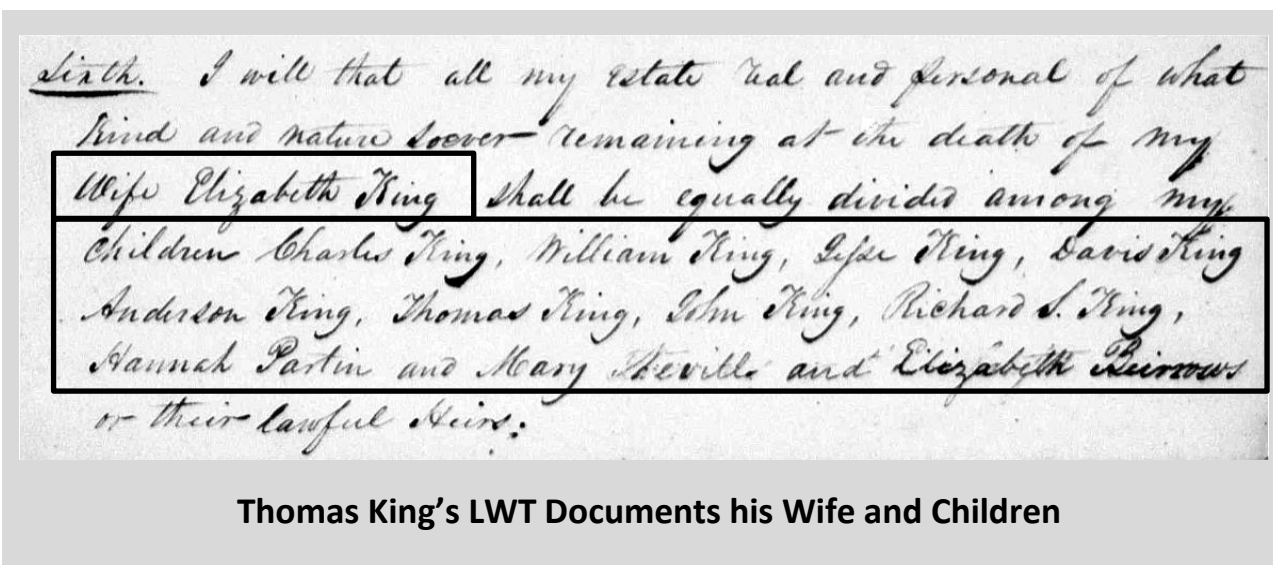 Sixth. I will that all my Estate real and personal of what
kind and nature soever remaining at the death of my
Wife Elizabeth King shall be equally divided among my
children Charles King, William King, Jesse King, Davis King
Anderson King, Thomas King, John King, Richard S. King,
Hannah Partin and Mary and Elizabeth Burrows
or their lawful Heirs:
Thomas King’s LWT Documents his Wife and Children